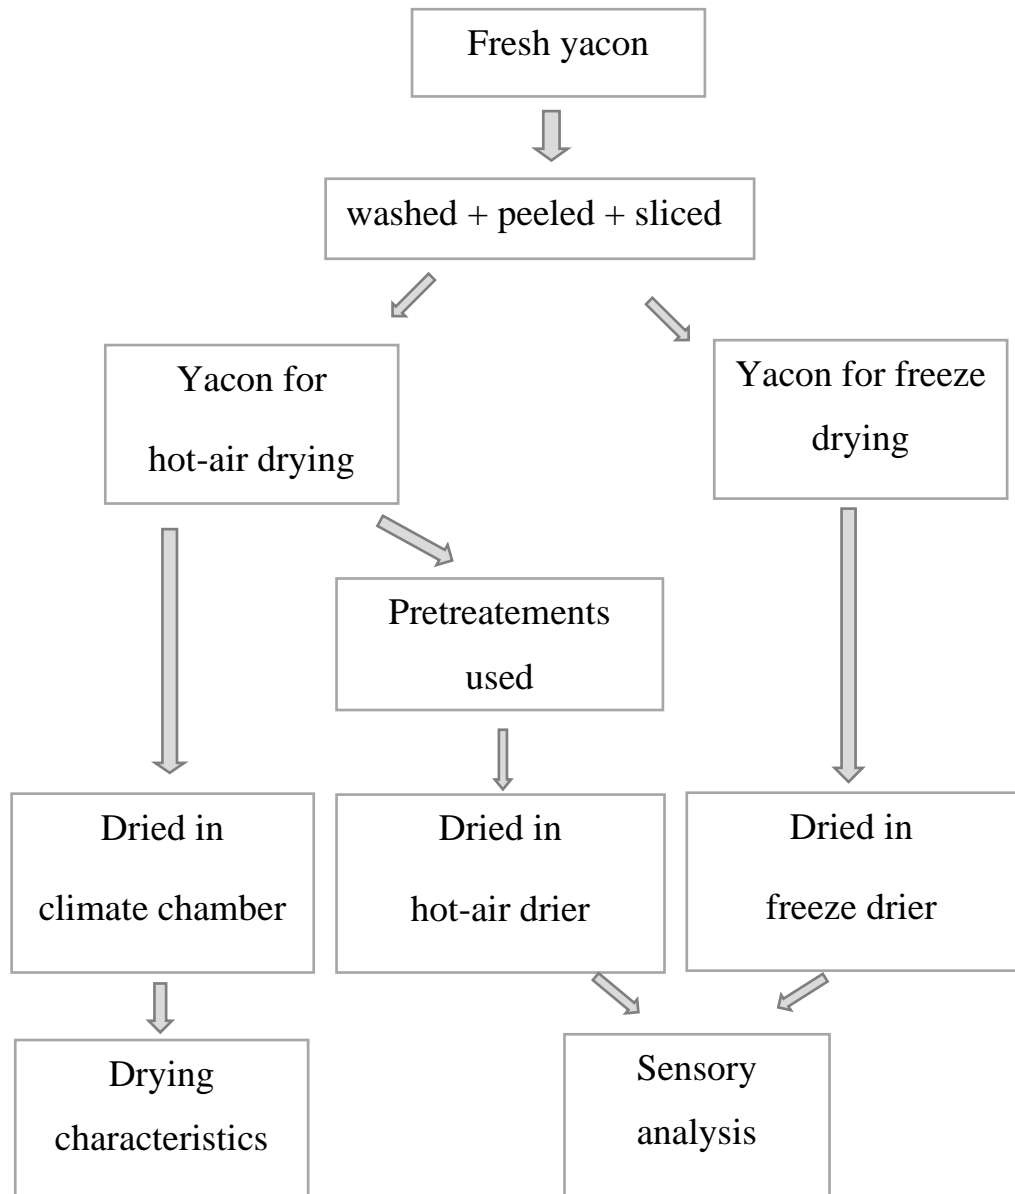 Fresh yacon
washed + peeled + sliced
Yacon for
hot-air drying
Yacon for freeze
drying
Pretreatements
used
Dried in
climate chamber
Dried in
hot-air drier
Dried in
freeze drier
Drying
characteristics
Sensory
analysis